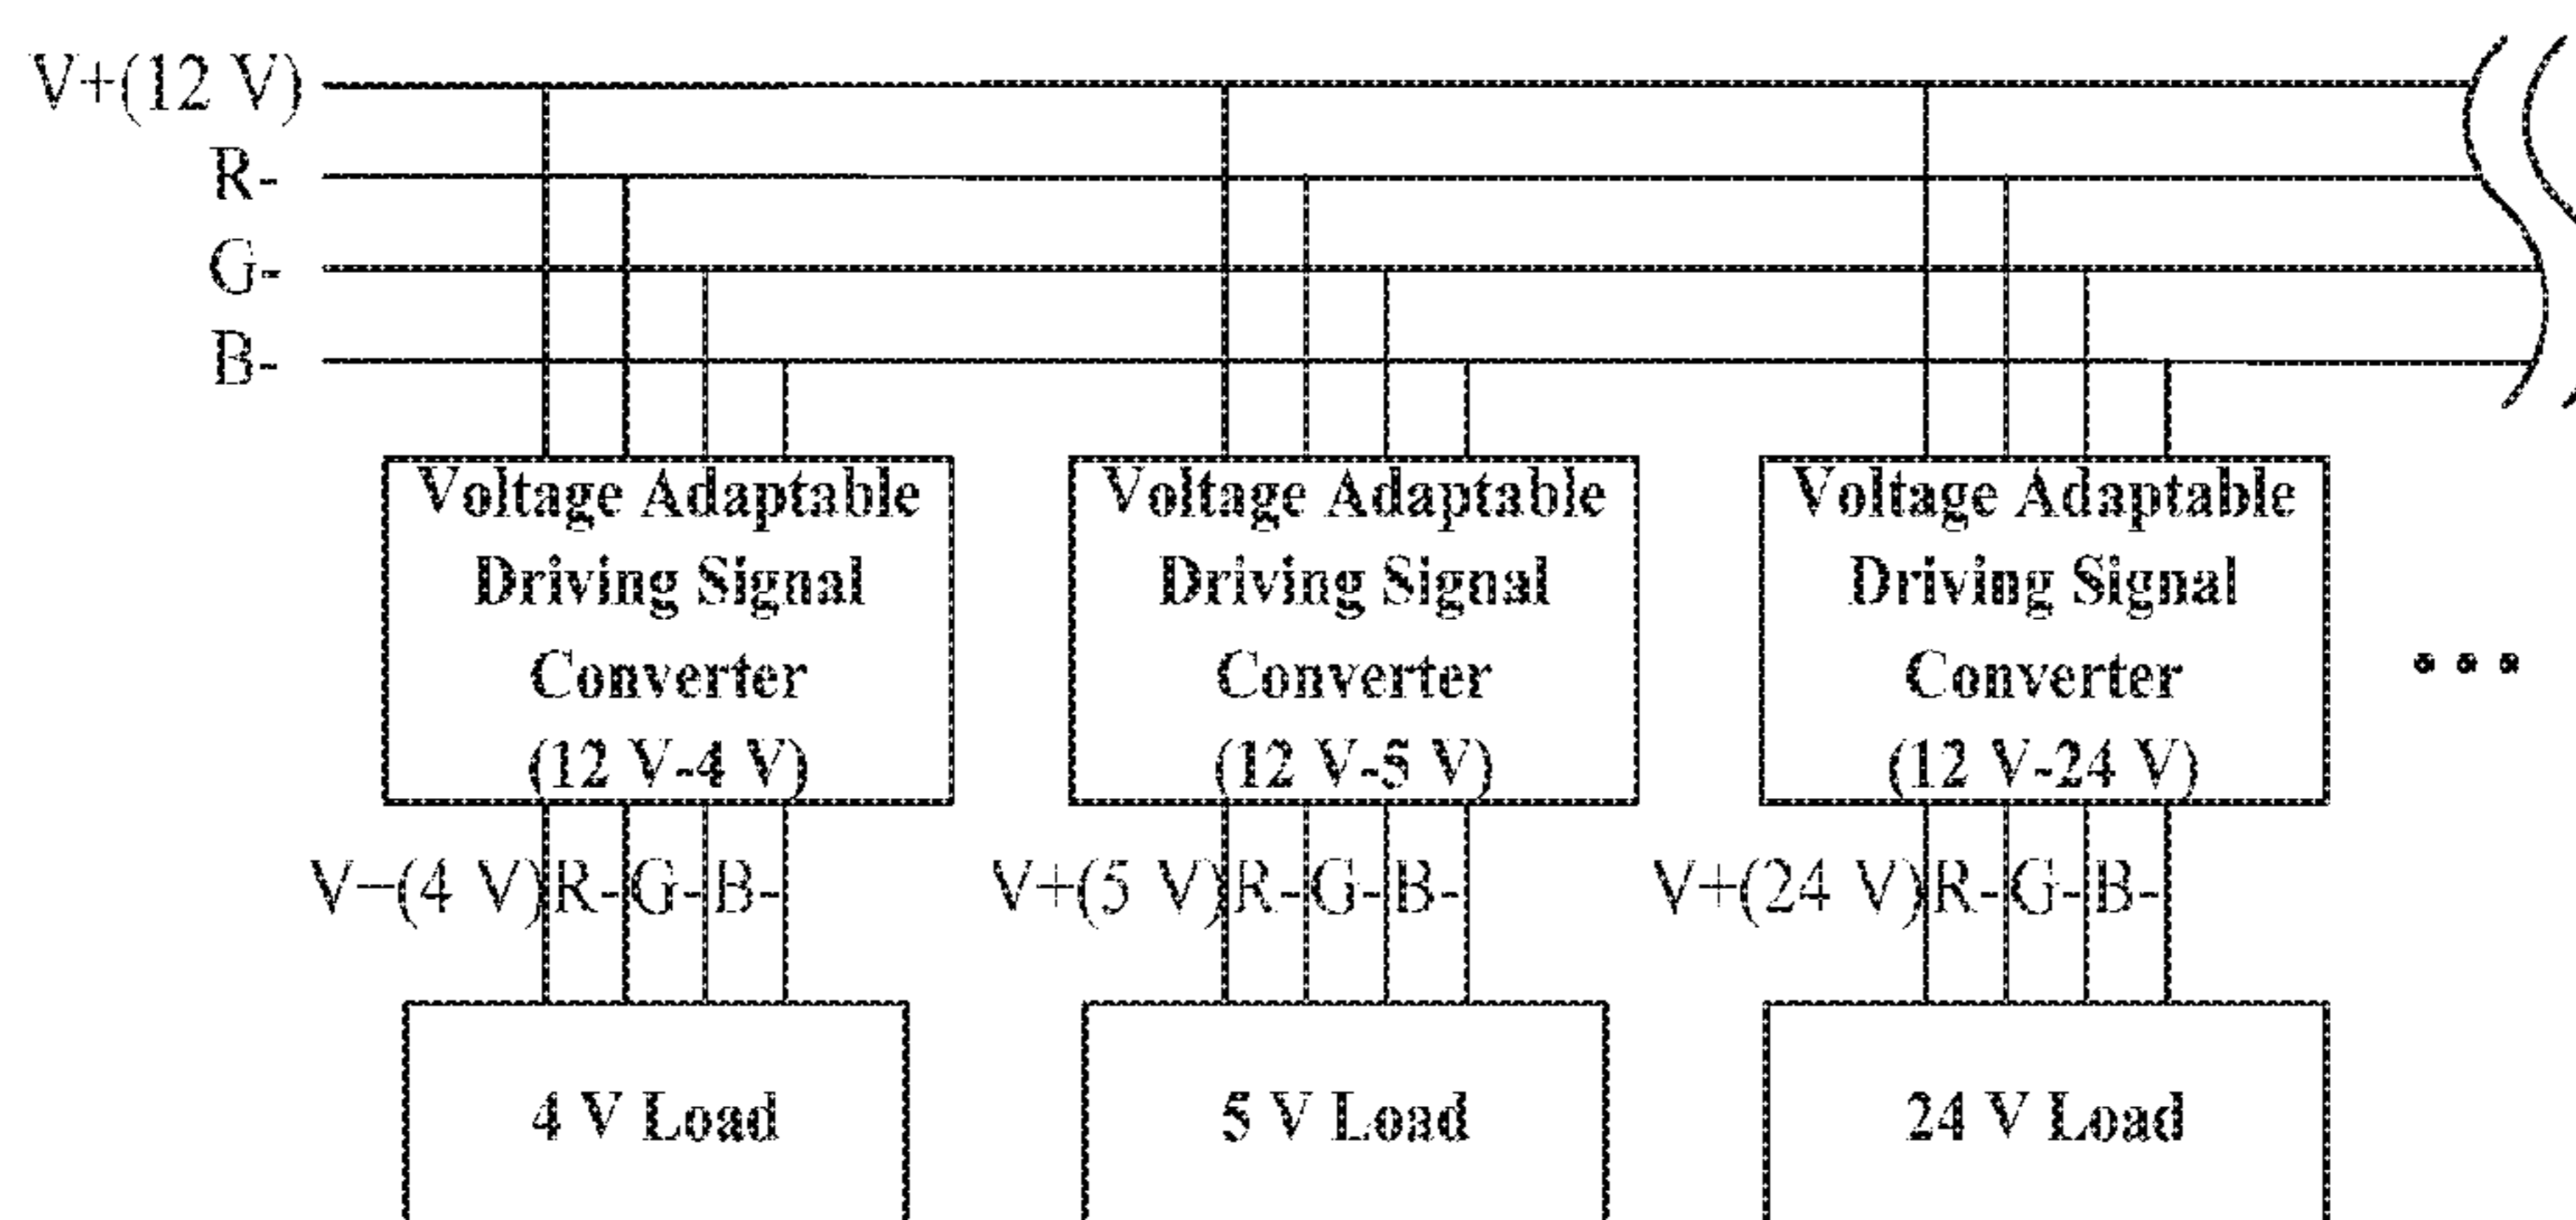 V+(12 V)
R-
G-
B-
Voltage Adaptable
Driving Signal
Converter
(12 V-4 V)
Voltage Adaptable
Driving Signal
Converter
(12 V-5 V)
Voltage Adaptable
Driving Signal
Converter
(12 V-24 V)
V−(4 V) R- G- B-
V+(5 V) R- G- B-
V+(24 V) R- G- B-
4 V Load
5 V Load
24 V Load